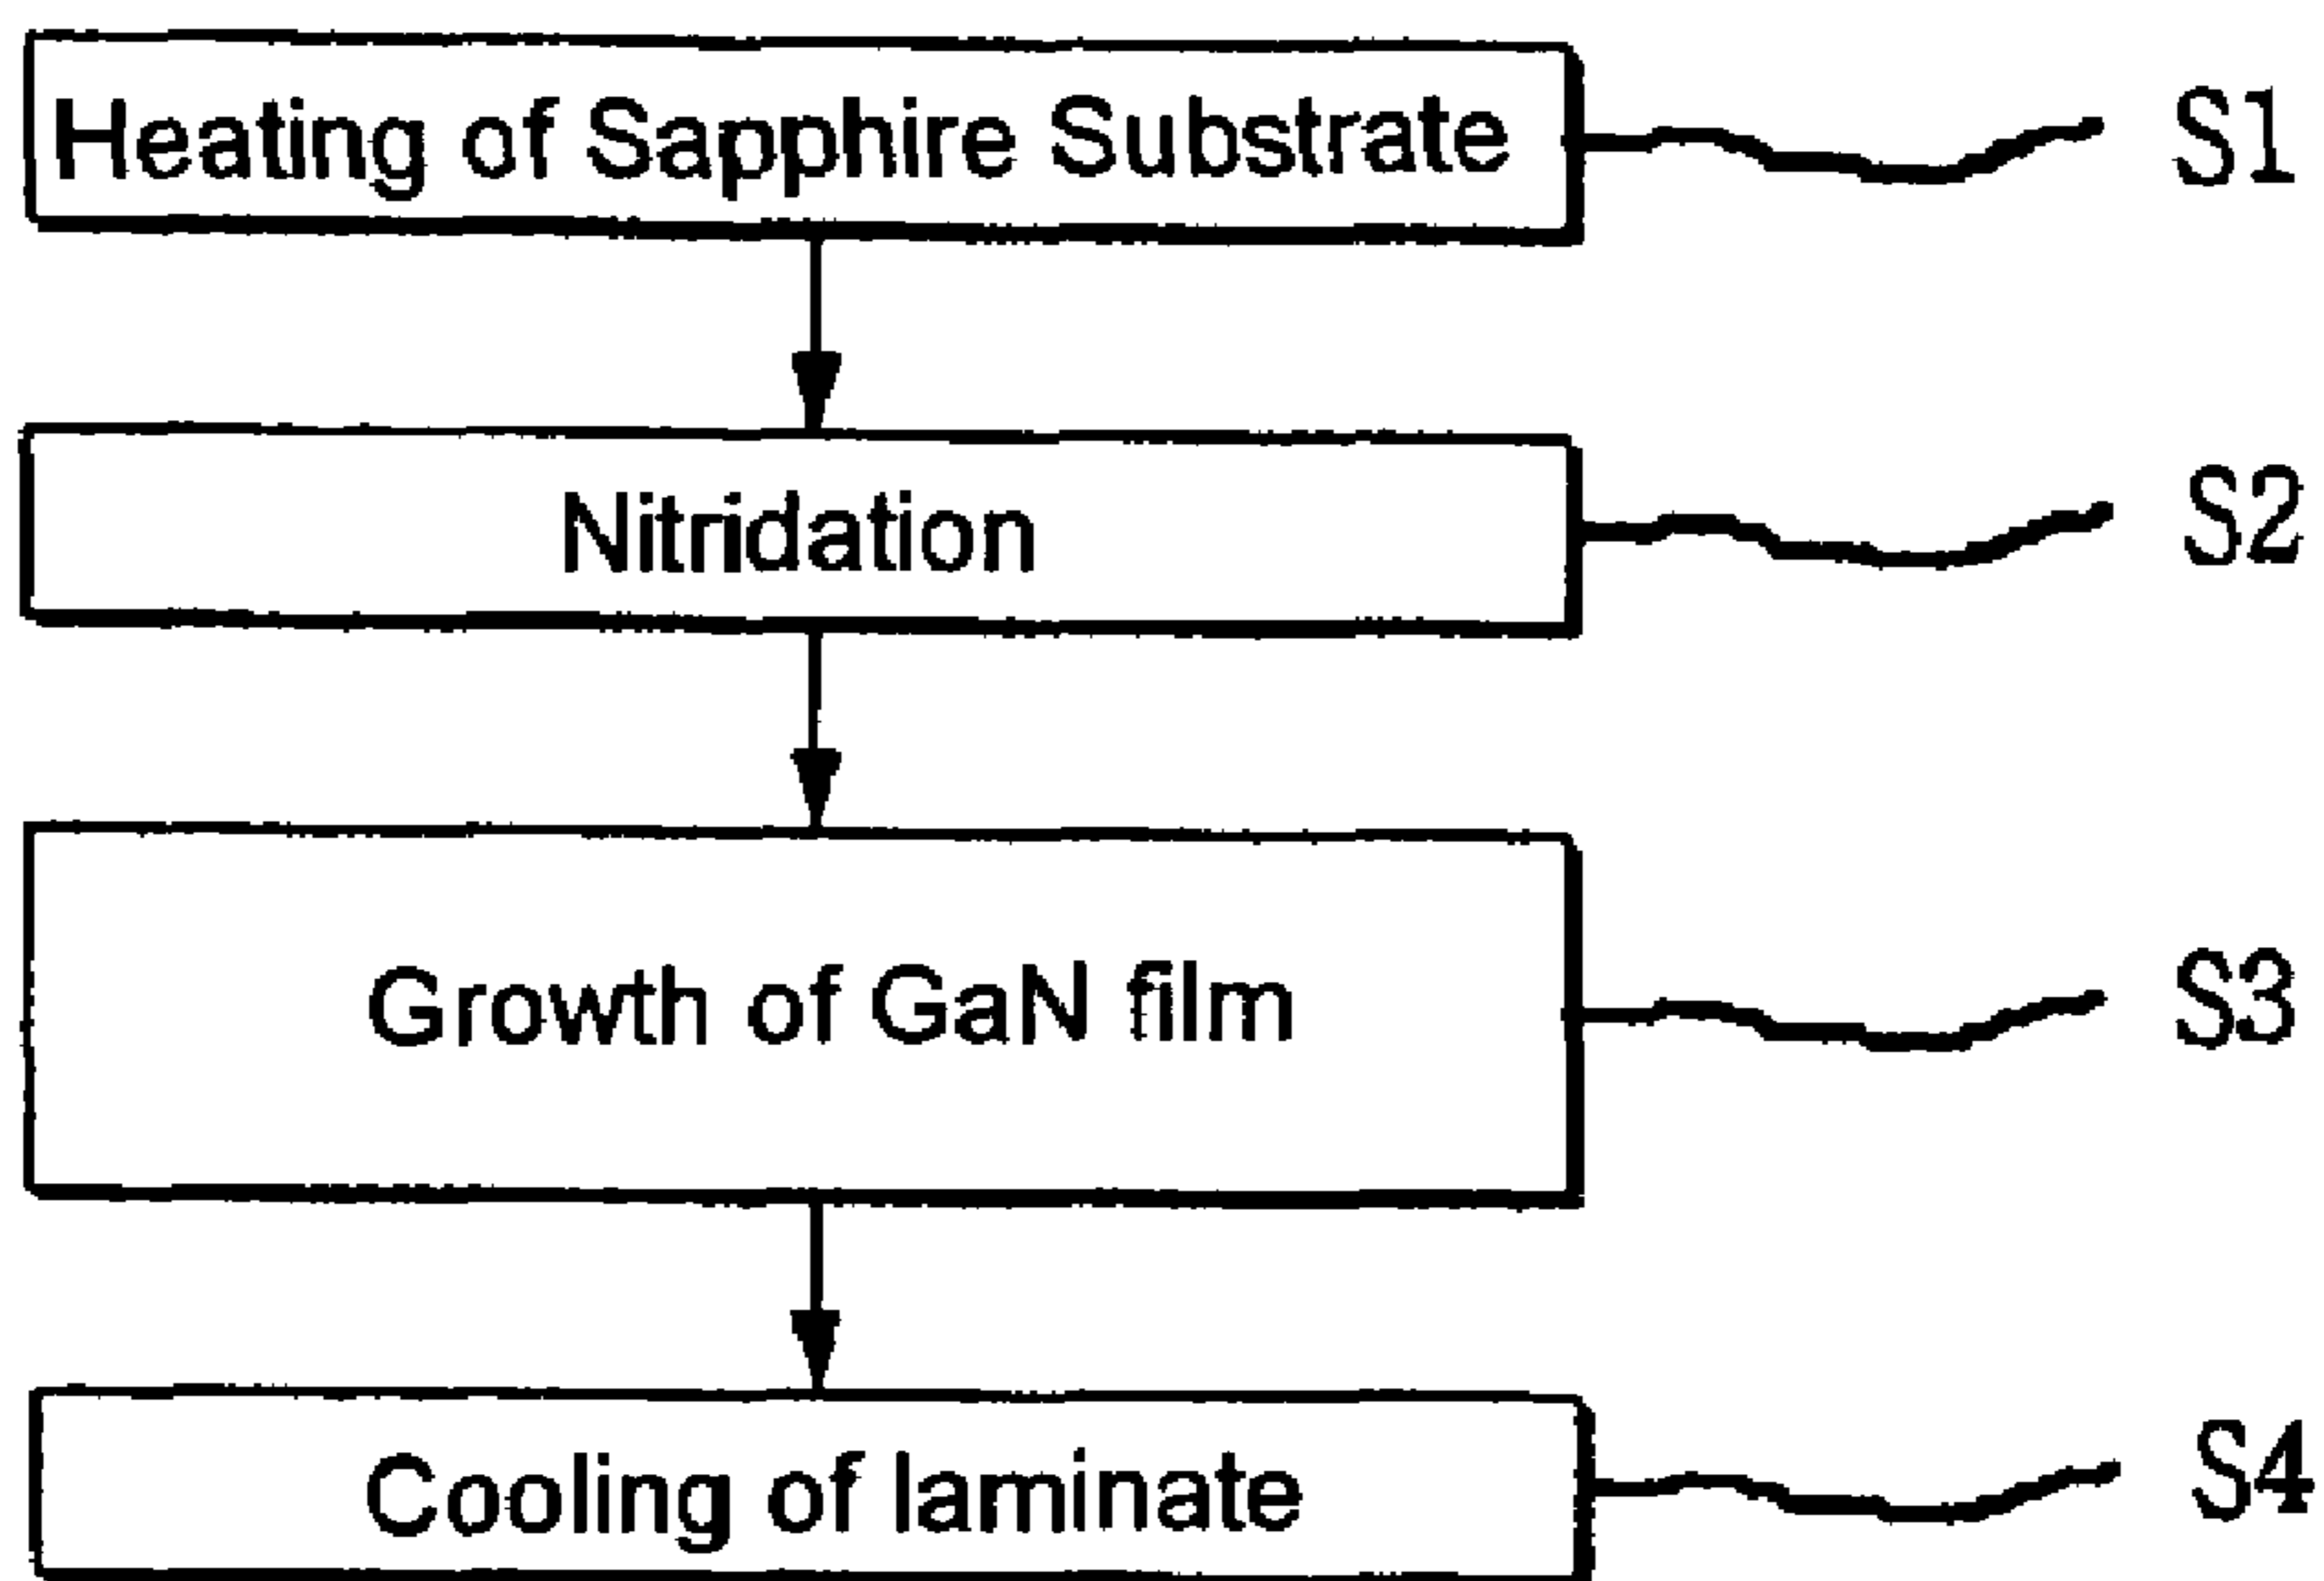 Heating of Sapphire Substrate S1
Nitridation S2
Growth of GaN film S3
Cooling of laminate S4